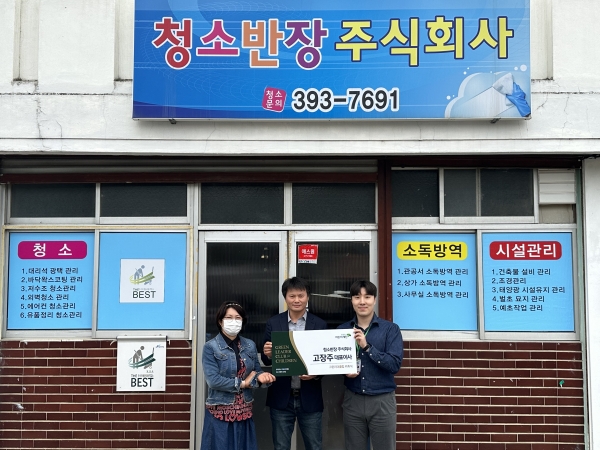 청소반장 주식회사
청소
문의 393-7691
청 소
1.대리석 광택 관리
2.바닥왁스코팅 관리
3.저수조 청소관리
4.외벽청소 관리
5.에어컨 청소관리
6.유품정리 청소관리
BEST
BEST
소독방역
1.관공서 소독방역 관리
2.상가 소독방역 관리
3.사무실 소독방역 관리
시설관리
1.건축물 설비 관리
2.조경관리
3.태양광 시설유지 관리
4.벌초 묘지 관리
5.예초작업 관리
GREEN
LEADER
CLUB
CHILDREN
청소반장 주식회사
고장주 대표이사